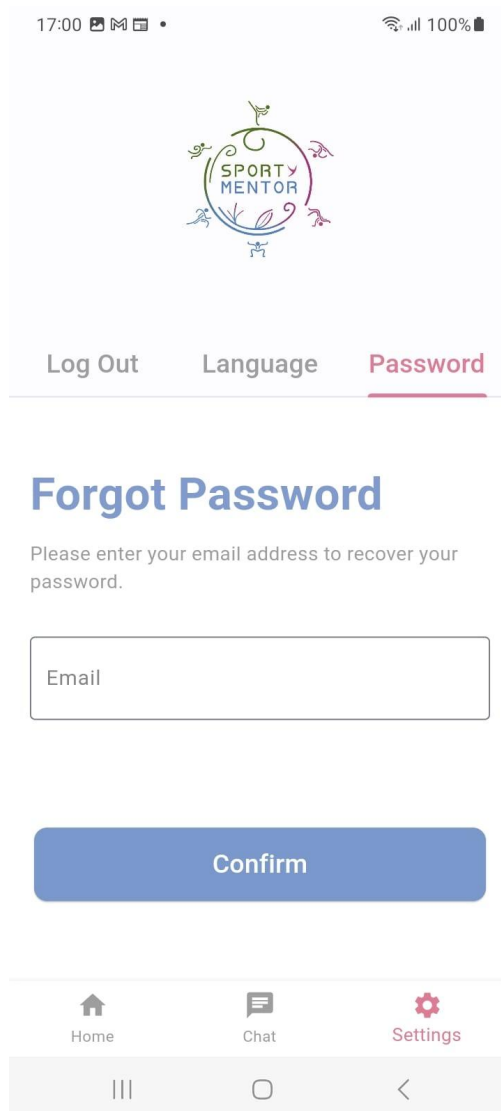 17:00
100%
SPORTY
MENTOR
Log Out Language Password
Forgot Password
Please enter your email address to recover your
password.
Email
Confirm
Home Chat Settings